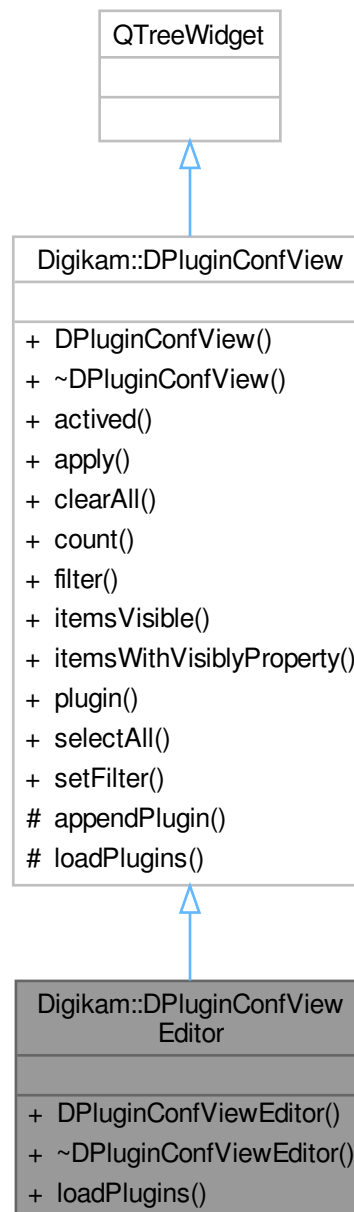 QTreeWidget
Digikam::DPluginConfView
+ DPluginConfView()
+ ~DPluginConfView()
+ actived()
+ apply()
+ clearAll()
+ count()
+ filter()
+ itemsVisible()
+ itemsWithVisiblyProperty()
+ plugin()
+ selectAll()
+ setFilter()
# appendPlugin()
# loadPlugins()
Digikam::DPluginConfView
Editor
+ DPluginConfViewEditor()
+ ~DPluginConfViewEditor()
+ loadPlugins()